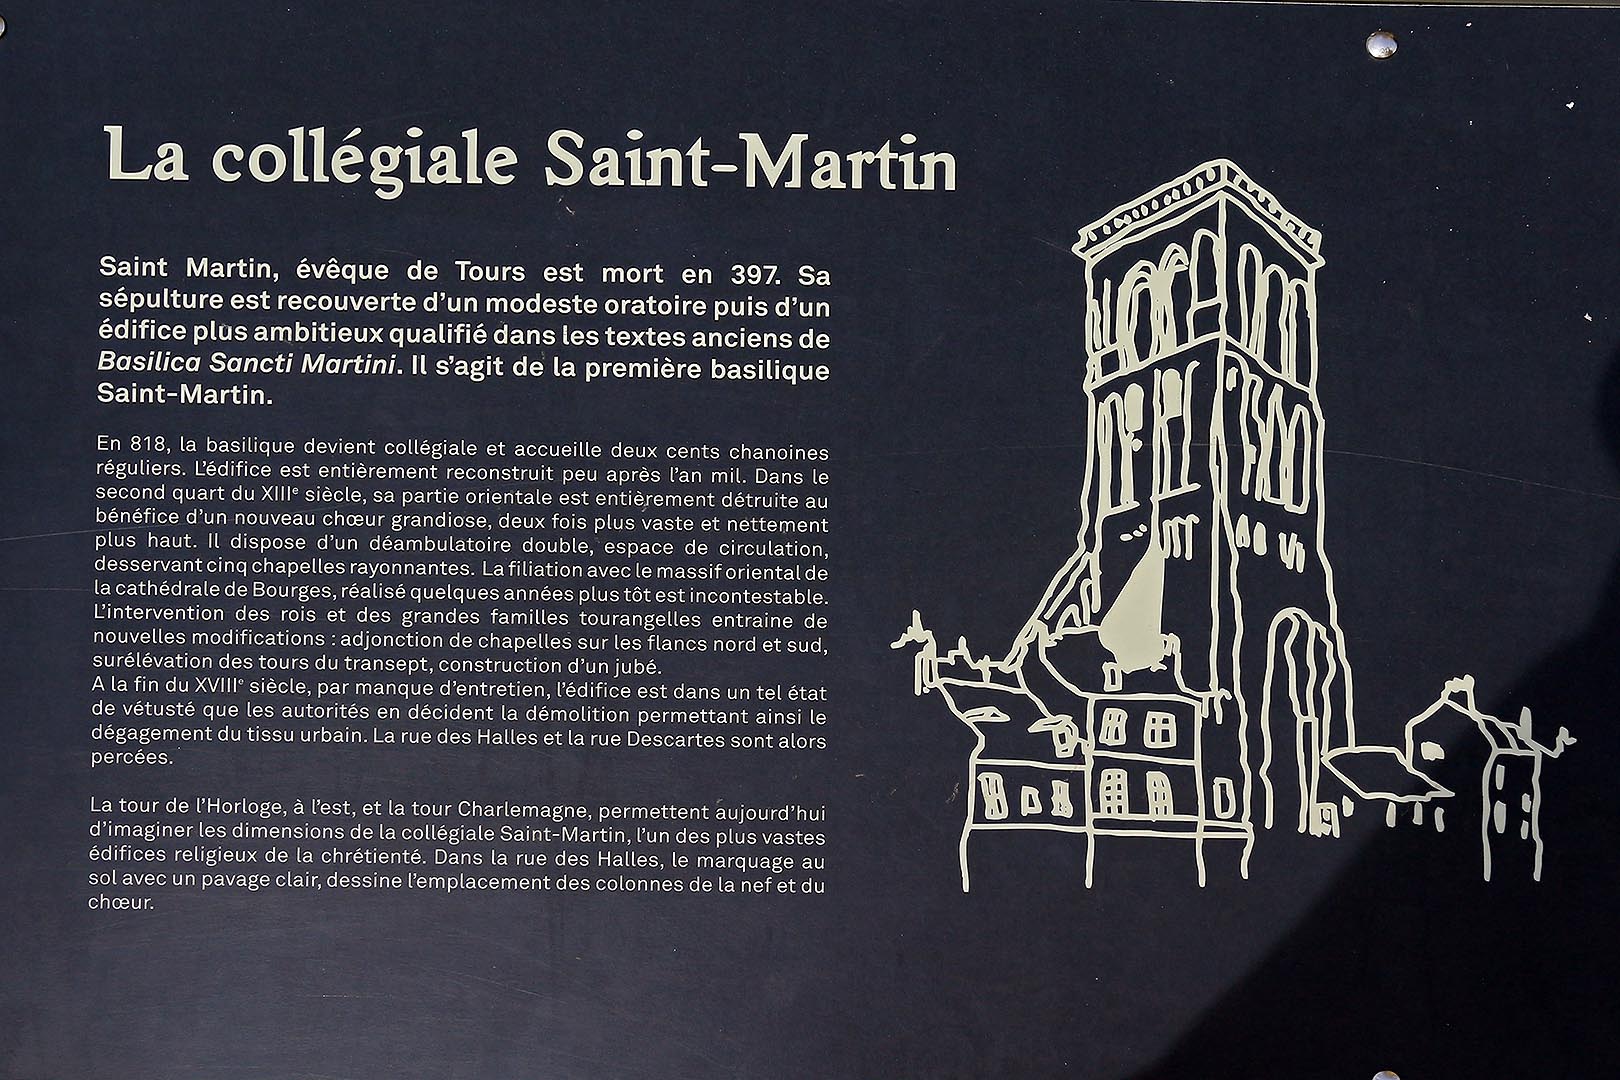 La collégiale Saint-Martin
Saint Martin, évêque de Tours est mort en 397. Sa
sépulture est recouverte d'un modeste oratoire puis d'un
édifice plus ambitieux qualifié dans les textes anciens de
Basilica Sancti Martini. Il s'agit de la première basilique
Saint-Martin.
En 818, la basilique devient collégiale et accueille deux cents chanoines
réguliers. L'édifice est entièrement reconstruit peu après l'an mil. Dans le
second quart du XIIIe siècle, sa partie orientale est entièrement détruite au
bénéfice d'un nouveau chœur grandiose, deux fois plus vaste et nettement
plus haut. Il dispose d'un déambulatoire double, espace de circulation,
desservant cinq chapelles rayonnantes. La filiation avec le massif oriental de
la cathédrale de Bourges, réalisé quelques années plus tôt est incontestable.
L'intervention des rois et des grandes familles tourangelles entraine de
nouvelles modifications : adjonction de chapelles sur les flancs nord et sud,
surélévation des tours du transept, construction d'un jubé.
A la fin du XVIIIe siècle, par manque d'entretien, l'édifice est dans un tel état
de vétusté que les autorités en décident la démolition permettant ainsi le
dégagement du tissu urbain. La rue des Halles et la rue Descartes sont alors
percées.
La tour de l'Horloge, à l'est, et la tour Charlemagne, permettent aujourd'hui
d'imaginer les dimensions de la collégiale Saint-Martin, l'un des plus vastes
édifices religieux de la chrétienté. Dans la rue des Halles, le marquage au
sol avec un pavage clair, dessine l'emplacement des colonnes de la nef et du
chœur.